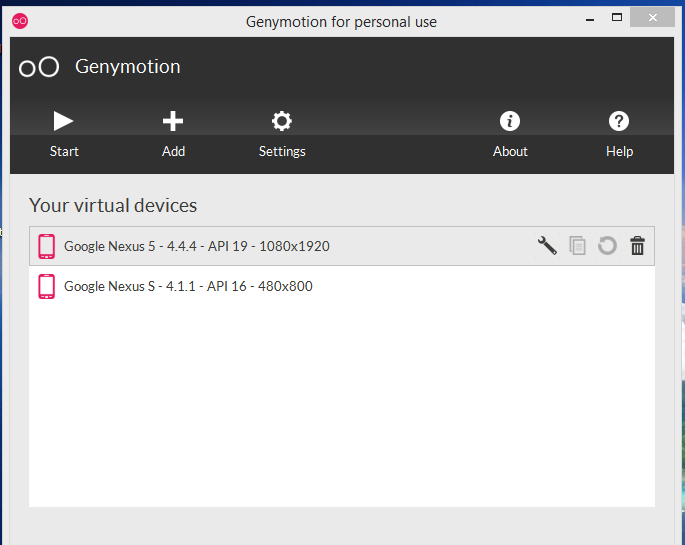 Genymotion for personal use
Genymotion
Start
Add
Settings
About
Help
Your virtual devices
Google Nexus 5 - 4.4.4 - API 19 - 1080x1920
Google Nexus S - 4.1.1 - API 16 - 480x800